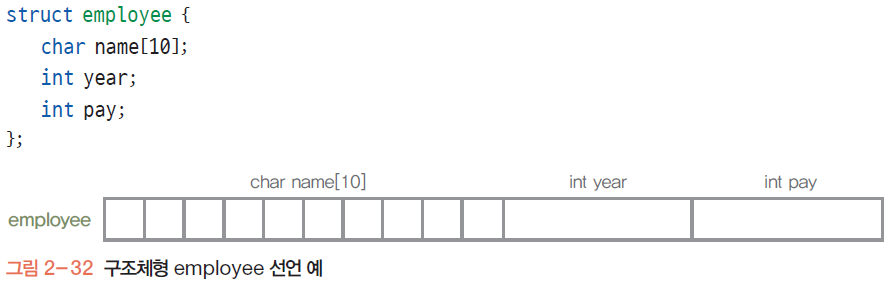 struct employee {
char name[10];
int year;
int pay;
};
char name[10] int year int pay
employee
그림 2-32 구조체형 employee 선언 예